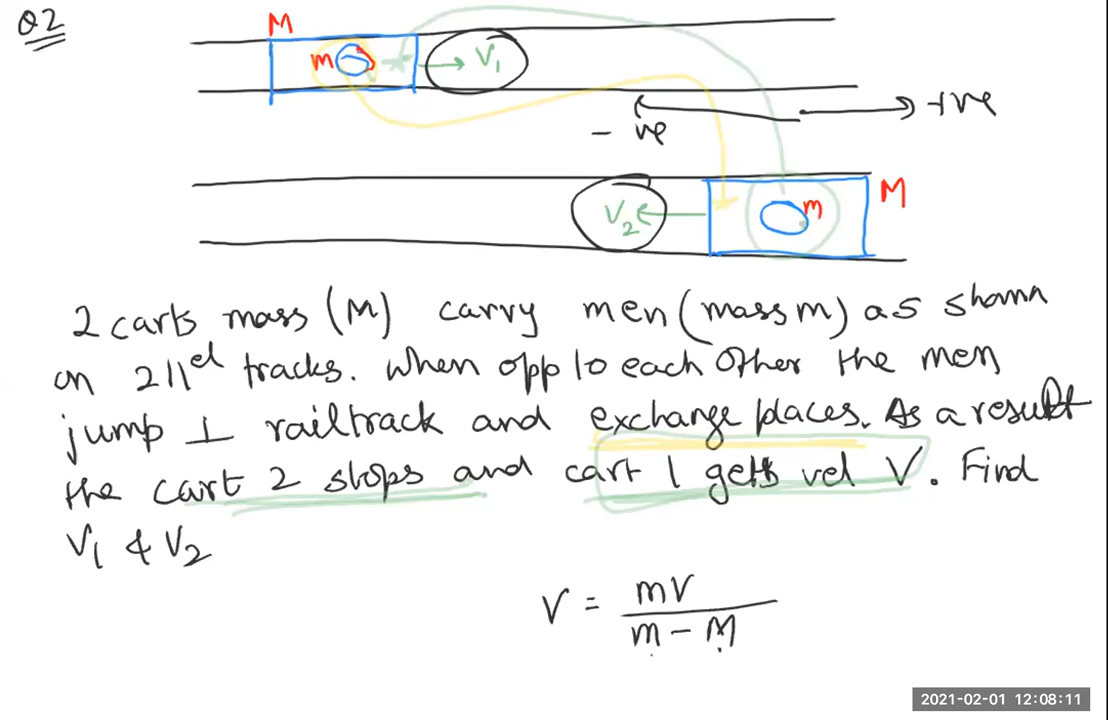 Q2
M
m
V₁
- ve
+ve
V₂
m
M
2 carts mass (M) carry men (mass m) as shown
on 2 11el tracks. When opp to each other the men
jump ⊥ railtrack and exchange places. As a result
the cart 2 stops and cart 1 gets vel V. Find
V₁ & V₂
V = mV
m - M
2021-02-01 12:08:11